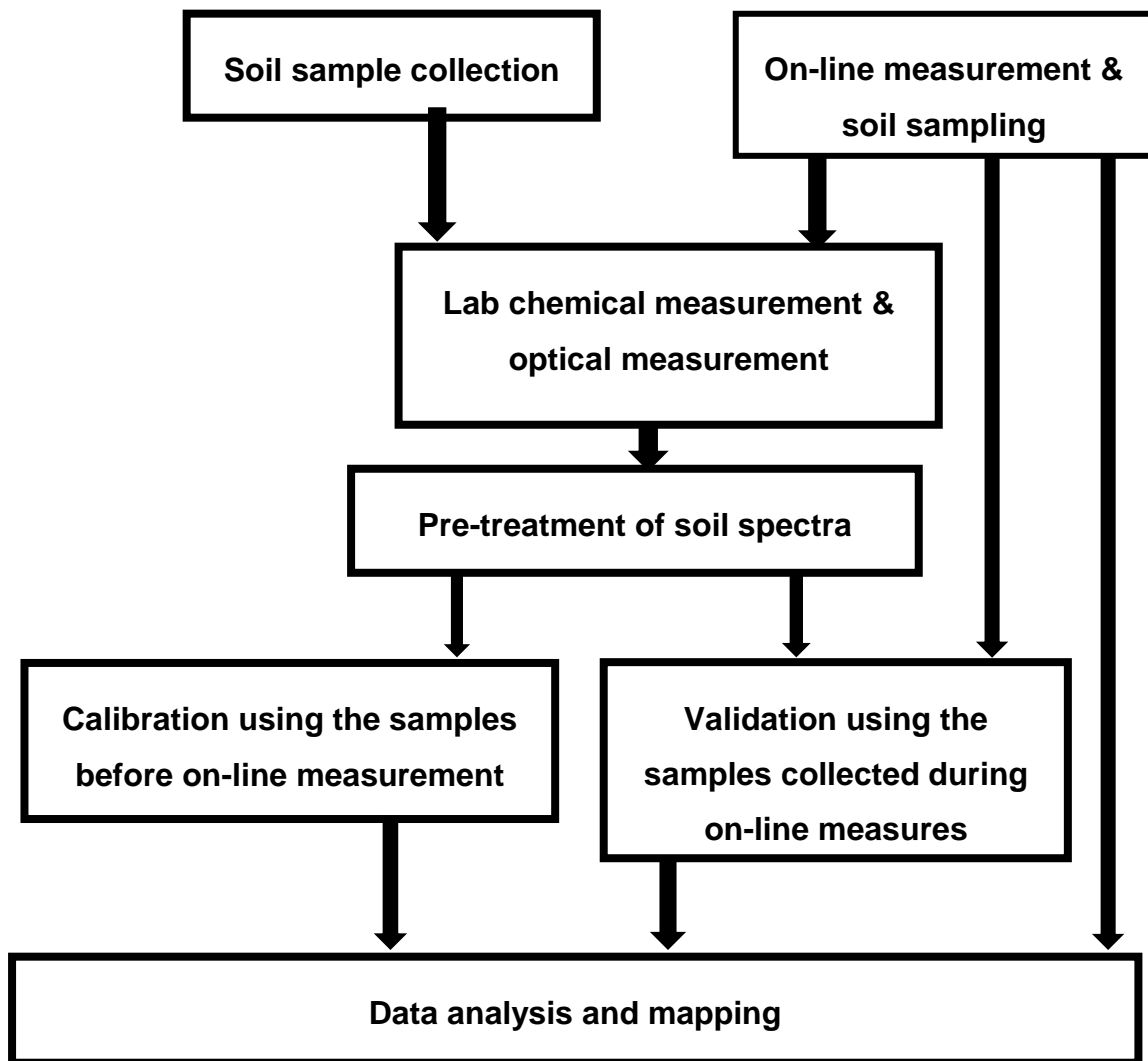 Soil sample collection
On-line measurement &
soil sampling
Lab chemical measurement &
optical measurement
Pre-treatment of soil spectra
Calibration using the samples
before on-line measurement
Validation using the
samples collected during
on-line measures
Data analysis and mapping